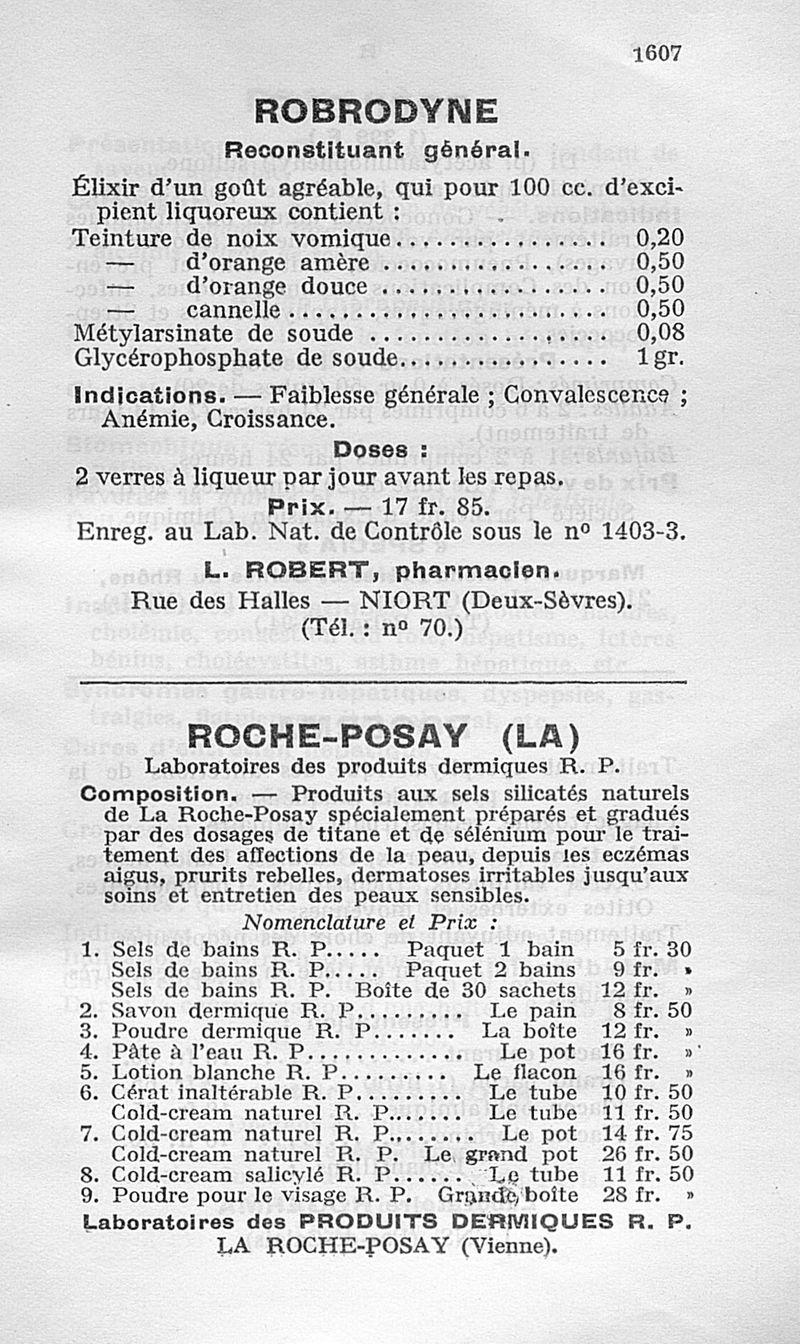 1607
ROBRODYNE
Reconstituant général.
Élixir d'un goût agréable, qui pour 100 cc. d'exci-
pient liquoreux contient :
Teinture de noix vomique................ 0,20
— d'orange amère ................. 0,50
— d'orange douce ................. 0,50
— cannelle........................ 0,50
Métylarsinate de soude .................. 0,08
Glycérophosphate de soude................ 1 gr.
Indications. — Faiblesse générale ; Convalescence ;
Anémie, Croissance.
Doses :
2 verres à liqueur par jour avant les repas.
Prix. — 17 fr. 85.
Enreg. au Lab. Nat. de Contrôle sous le nº 1403-3.
L. ROBERT, pharmacien.
Rue des Halles — NIORT (Deux-Sèvres).
(Tél. : nº 70.)
ROCHE-POSAY (LA)
Laboratoires des produits dermiques R. P.
Composition. — Produits aux sels silicatés naturels
de La Roche-Posay spécialement préparés et gradués
par des dosages de titane et de sélénium pour le trai-
tement des affections de la peau, depuis les eczémas
aigus, prurits rebelles, dermatoses irritables jusqu'aux
soins et entretien des peaux sensibles.
Nomenclature et Prix :
1. Sels de bains R. P..... Paquet 1 bain 5 fr. 30
Sels de bains R. P..... Paquet 2 bains 9 fr. »
Sels de bains R. P. Boîte de 30 sachets 12 fr. »
2. Savon dermique R. P......... Le pain 8 fr. 50
3. Poudre dermique R. P....... La boîte 12 fr. »
4. Pâte à l'eau R. P............. Le pot 16 fr. »
5. Lotion blanche R. P......... Le flacon 16 fr. »
6. Cérat inaltérable R. P......... Le tube 10 fr. 50
Cold-cream naturel R. P....... Le tube 11 fr. 50
7. Cold-cream naturel R. P........ Le pot 14 fr. 75
Cold-cream naturel R. P. Le grand pot 26 fr. 50
8. Cold-cream salicylé R. P...... Le tube 11 fr. 50
9. Poudre pour le visage R. P. Grande boîte 28 fr. »
Laboratoires des PRODUITS DERMIQUES R. P.
LA ROCHE-POSAY (Vienne).